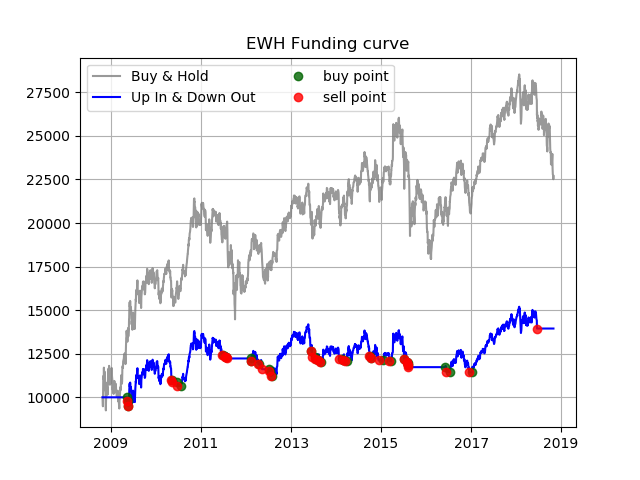 EWH Funding curve
Buy & Hold
Up In & Down Out
buy point
sell point
27500
25000
22500
20000
17500
15000
12500
10000
2009
2011
2013
2015
2017
2019